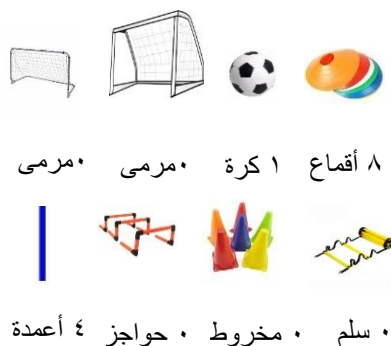 ٨ أقماع ١ كرة ٠مرمى ٠مرمى
٠ سلم ٠ مخروط ٠ حواجز ٤ أعمدة